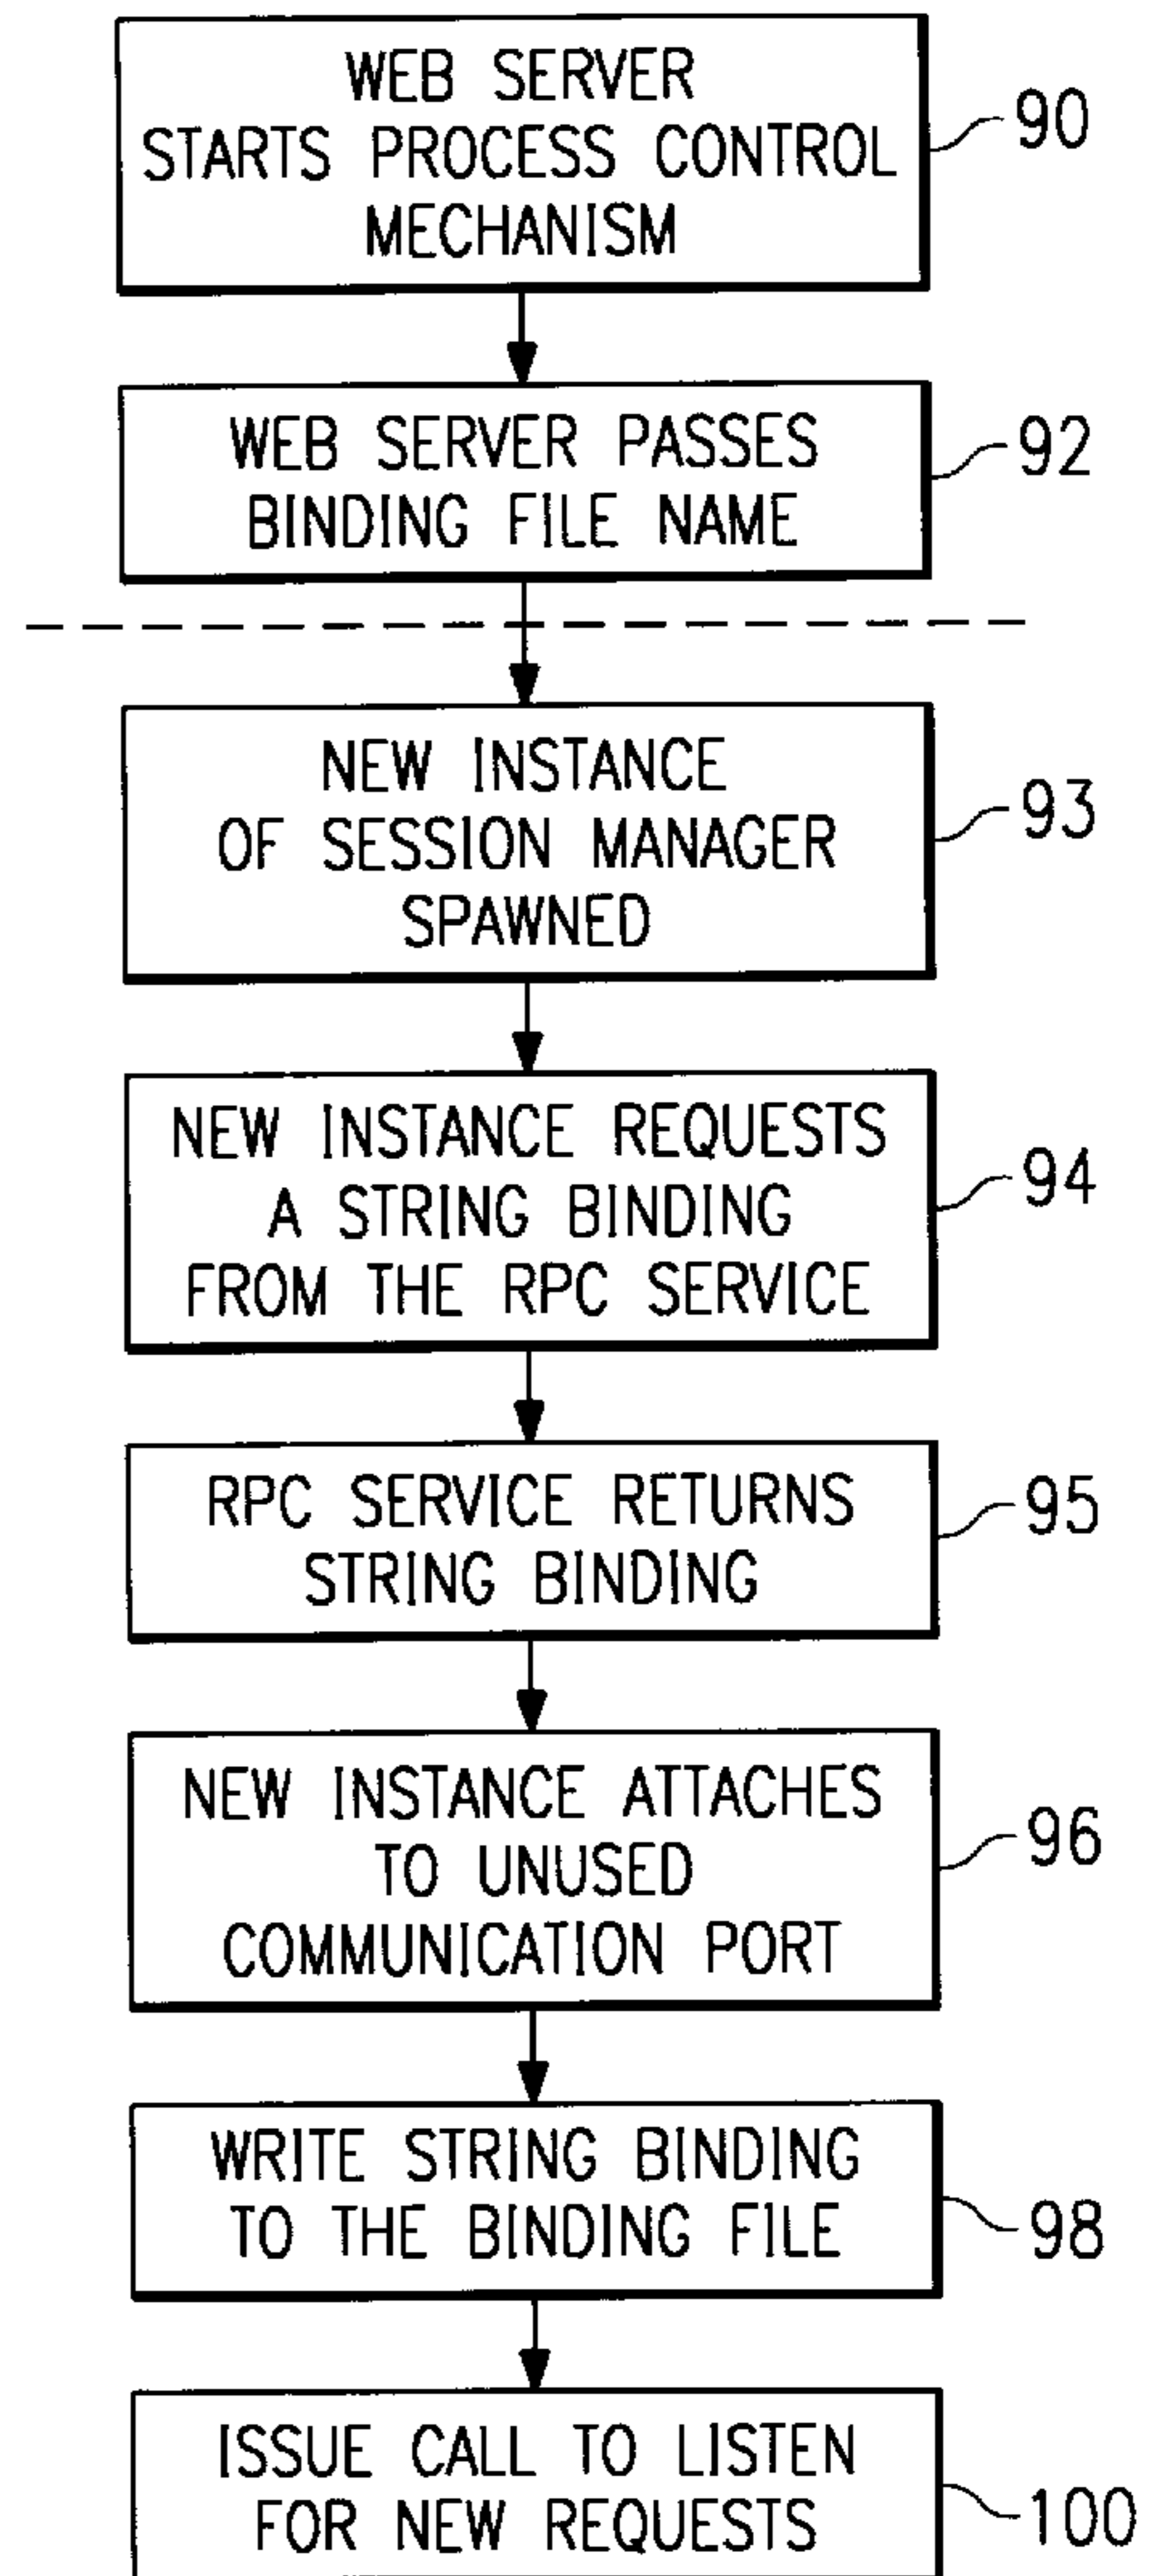 WEB SERVER
STARTS PROCESS CONTROL
MECHANISM
90
WEB SERVER PASSES
BINDING FILE NAME
92
NEW INSTANCE
OF SESSION MANAGER
SPAWNED
93
NEW INSTANCE REQUESTS
A STRING BINDING
FROM THE RPC SERVICE
94
RPC SERVICE RETURNS
STRING BINDING
95
NEW INSTANCE ATTACHES
TO UNUSED
COMMUNICATION PORT
96
WRITE STRING BINDING
TO THE BINDING FILE
98
ISSUE CALL TO LISTEN
FOR NEW REQUESTS
100